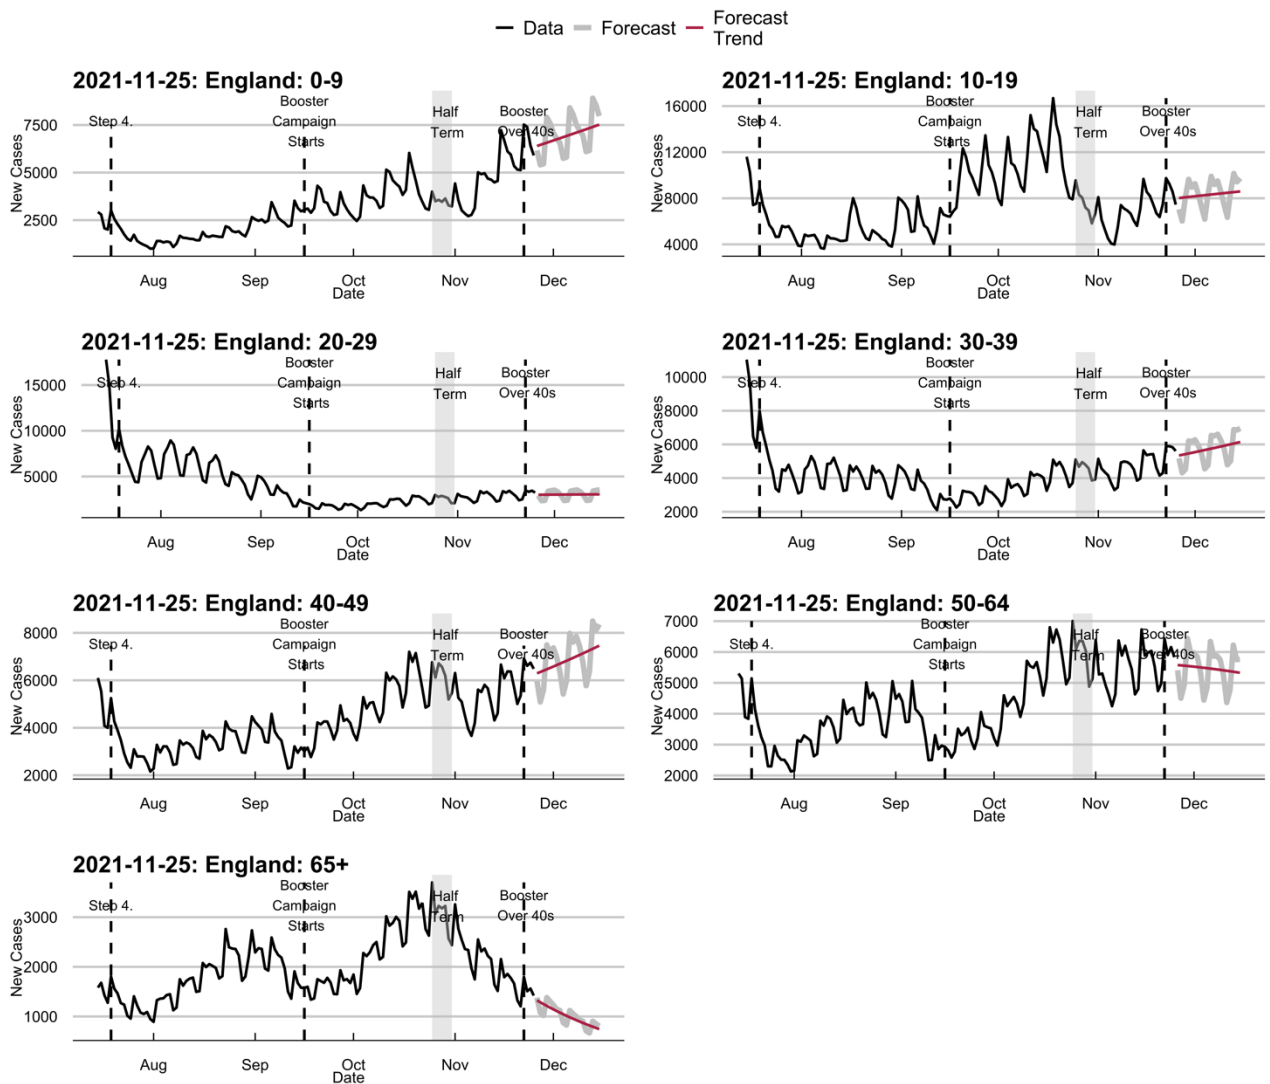 Data
Forecast
Forecast
Trend
2021-11-25: England: 0-9
New Cases
7500
5000
2500
Step 4.
Booster
Campaign
Starts
Half
Term
Booster
Over 40s
Aug
Sep
Oct
Nov
Dec
Date
2021-11-25: England: 10-19
New Cases
16000
12000
8000
4000
Step 4.
Booster
Campaign
Starts
Half
Term
Booster
Over 40s
Aug
Sep
Oct
Nov
Dec
Date
2021-11-25: England: 20-29
New Cases
15000
10000
5000
Step 4.
Booster
Campaign
Starts
Half
Term
Booster
Over 40s
Aug
Sep
Oct
Nov
Dec
Date
2021-11-25: England: 30-39
New Cases
10000
8000
6000
4000
2000
Step 4.
Booster
Campaign
Starts
Half
Term
Booster
Over 40s
Aug
Sep
Oct
Nov
Dec
Date
2021-11-25: England: 40-49
New Cases
8000
6000
4000
2000
Step 4.
Booster
Campaign
Starts
Half
Term
Booster
Over 40s
Aug
Sep
Oct
Nov
Dec
Date
2021-11-25: England: 50-64
New Cases
7000
6000
5000
4000
3000
2000
Step 4.
Booster
Campaign
Starts
Half
Term
Booster
Over 40s
Aug
Sep
Oct
Nov
Dec
Date
2021-11-25: England: 65+
New Cases
3000
2000
1000
Step 4.
Booster
Campaign
Starts
Half
Term
Booster
Over 40s
Aug
Sep
Oct
Nov
Dec
Date